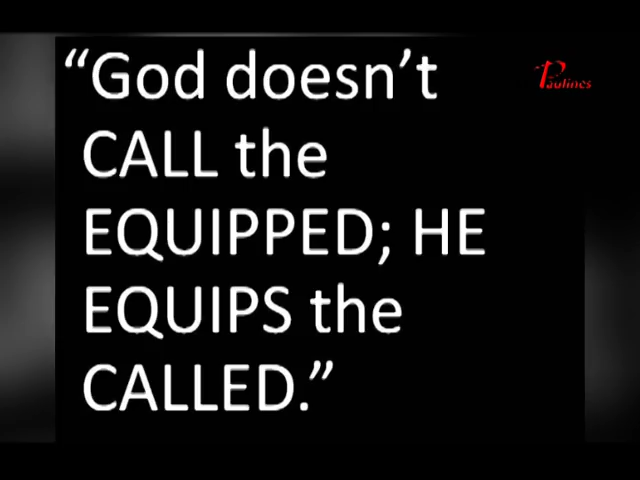 “God doesn’t
CALL the
EQUIPPED; HE
EQUIPS the
CALLED.”
Paulines